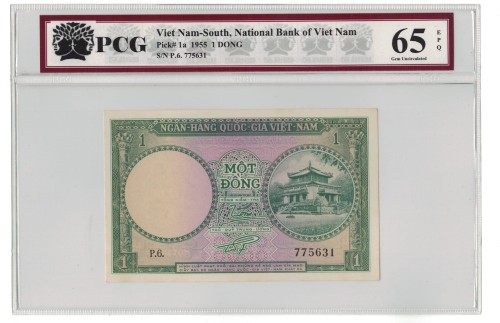 PCG
Viet Nam-South, National Bank of Viet Nam
Pick# 1a 1955 1 DONG
S/N P.6. 775631
65
EPQ
Gem Uncirculated
NGÂN-HÀNG QUỐC-GIA VIỆT-NAM
1
1
MỘT
ĐỒNG
P.6.
775631
1
1